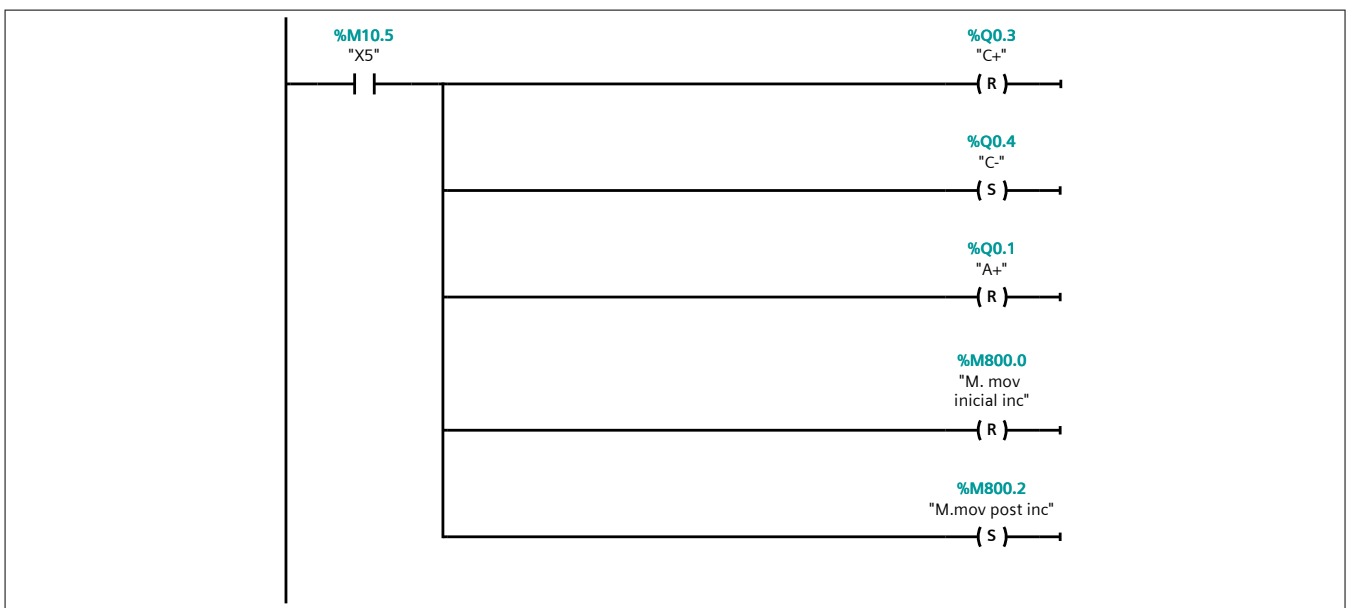 %M10.5
"X5"
%Q0.3
"C+"
R
%Q0.4
"C-"
S
%Q0.1
"A+"
R
%M800.0
"M. mov
inicial inc"
R
%M800.2
"M.mov post inc"
S